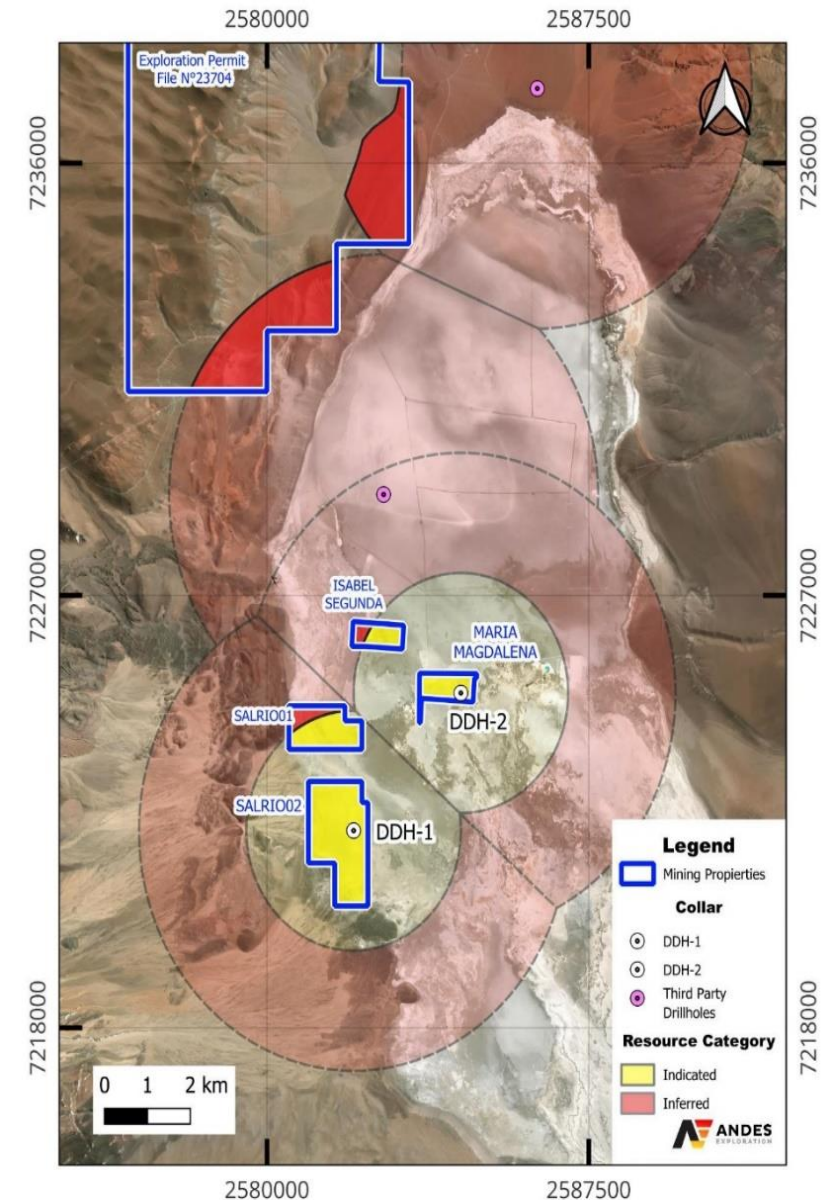 2580000 2587500
Exploration Permit
File N°23704
7236000 7236000
7227000 7227000
ISABEL
SEGUNDA
MARIA
MAGDALENA
SALRIO01
DDH-2
SALRIO02
DDH-1
7218000 7218000
Legend
Mining Propierties
Collar
DDH-1
DDH-2
Third Party
Drillholes
Resource Category
Indicated
Inferred
ANDES
EXPLORATION
0 1 2 km
2580000 2587500